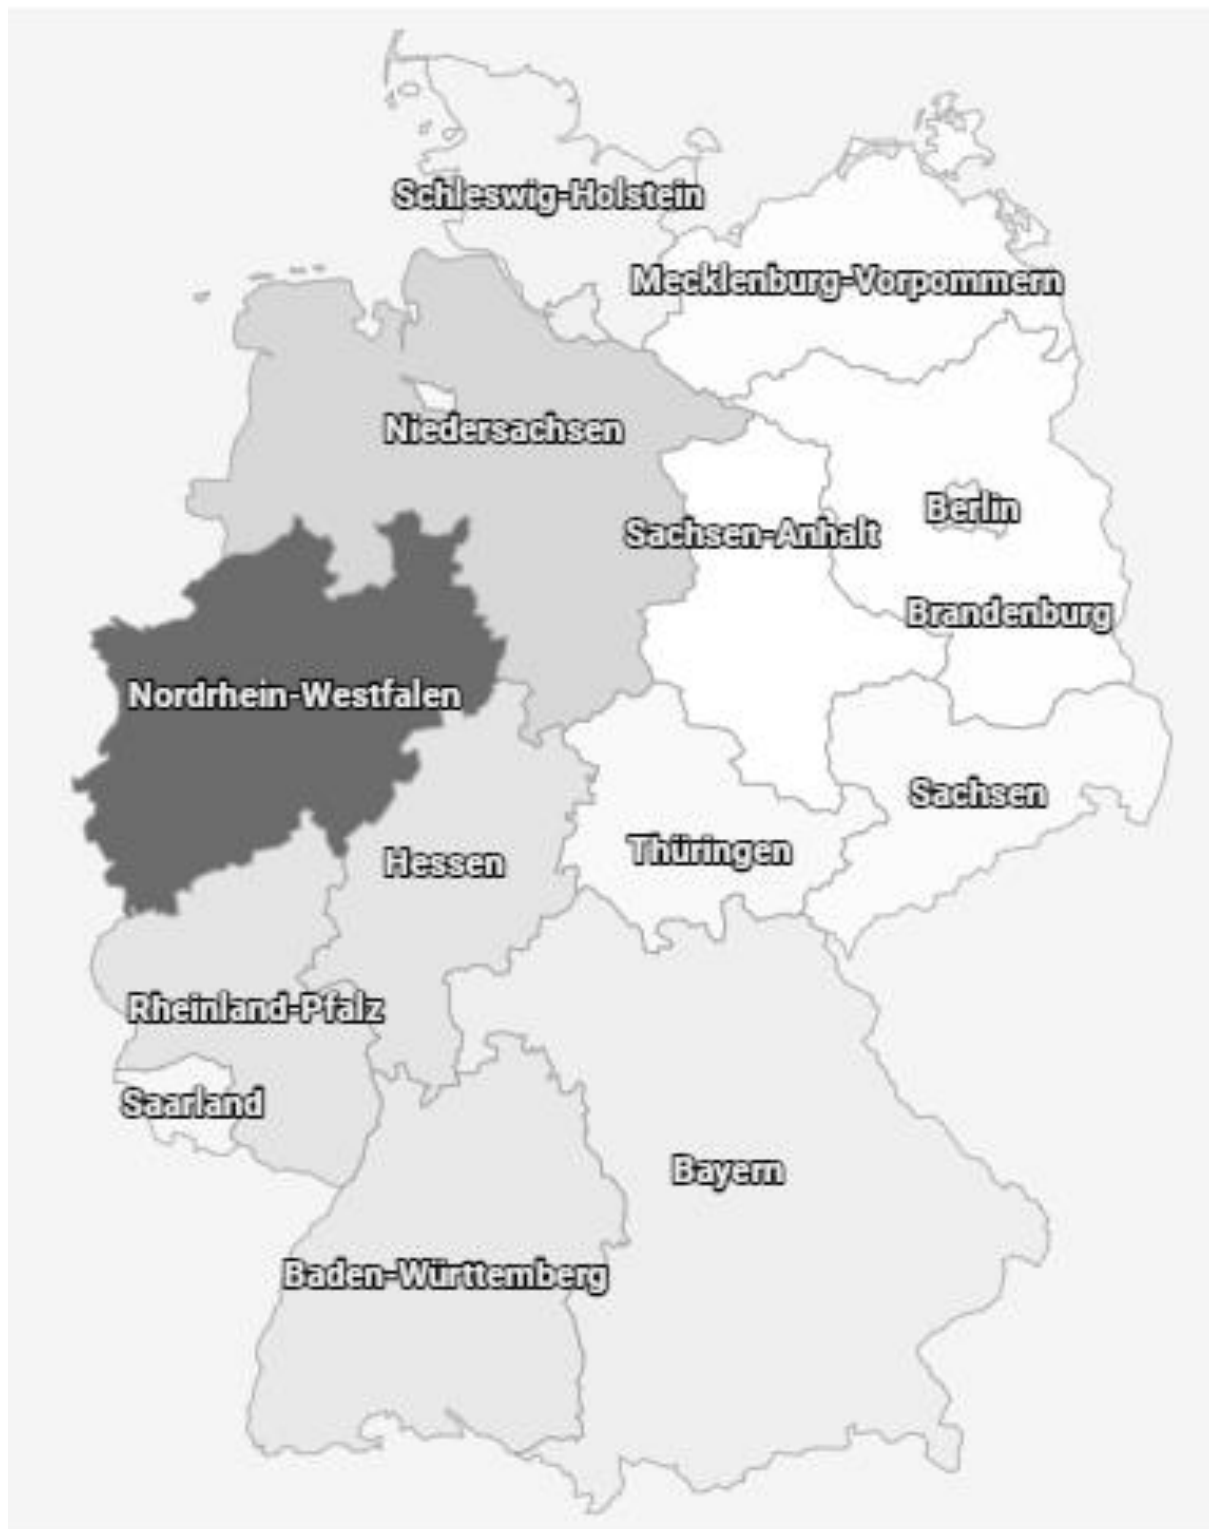 Schleswig-Holstein
Mecklenburg-Vorpommern
Niedersachsen
Berlin
Sachsen-Anhalt
Brandenburg
Nordrhein-Westfalen
Sachsen
Thüringen
Hessen
Rheinland-Pfalz
Saarland
Bayern
Baden-Württemberg